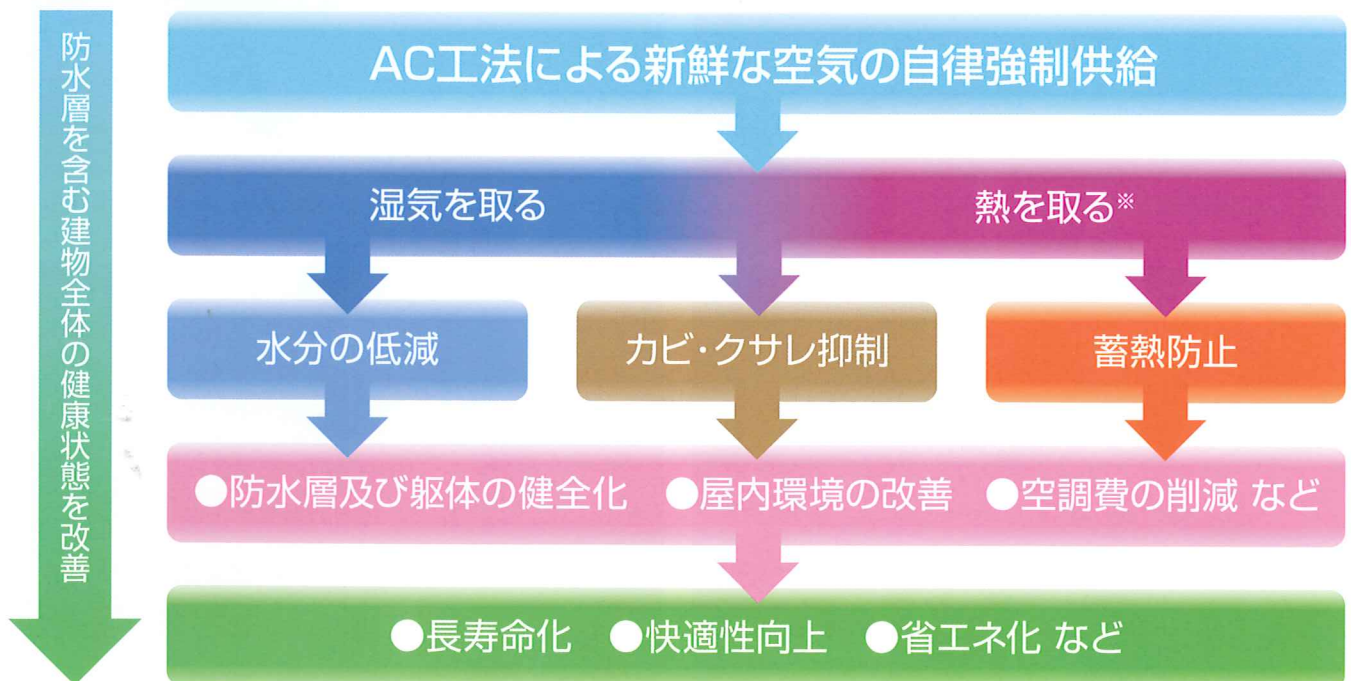 防水層を含む建物全体の健康状態を改善
AC工法による新鮮な空気の自律強制供給
湿気を取る
熱を取る※
水分の低減
カビ・クサレ抑制
蓄熱防止
●防水層及び躯体の健全化 ●屋内環境の改善 ●空調費の削減 など
●長寿命化 ●快適性向上 ●省エネ化 など